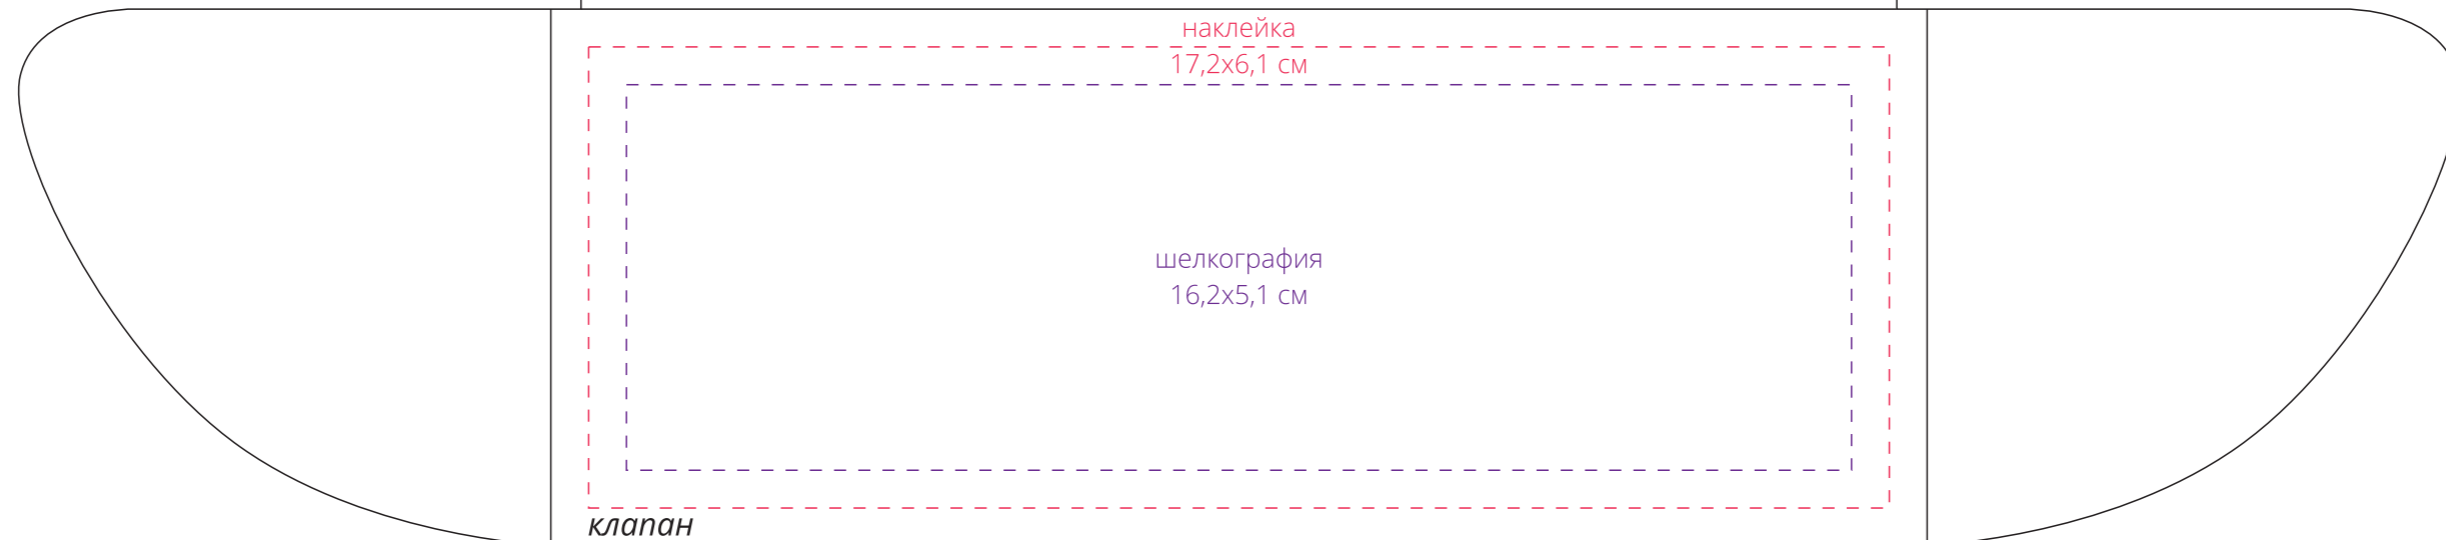 наклейка
17,2х6,1 см
шелкография
16,2х5,1 см
клапан